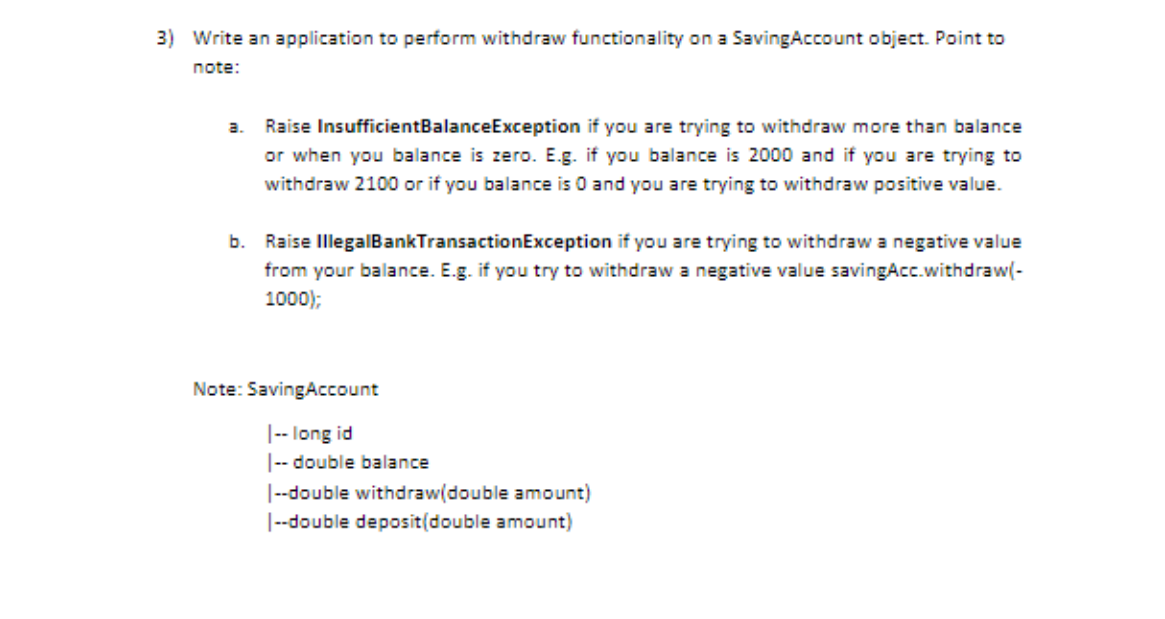 3) Write an application to perform withdraw functionality on a SavingAccount object. Point to
note:
a. Raise InsufficientBalanceException if you are trying to withdraw more than balance
or when you balance is zero. E.g. if you balance is 2000 and if you are trying to
withdraw 2100 or if you balance is 0 and you are trying to withdraw positive value.
b. Raise IllegalBankTransactionException if you are trying to withdraw a negative value
from your balance. E.g. if you try to withdraw a negative value savingAcc.withdraw(-
1000);
Note: SavingAccount
|-- long id
|-- double balance
|--double withdraw(double amount)
|--double deposit(double amount)